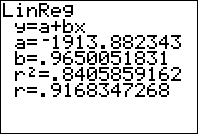 LinReg
y=a+bx
a=-1913.882343
b=.9650051831
r²=.8405859162
r=.9168347268